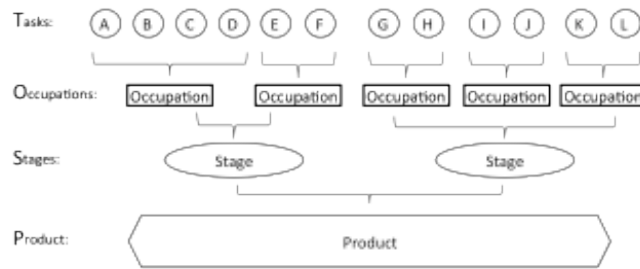 Tasks: A B C D E F G H I J K L
Occupations: Occupation Occupation Occupation Occupation Occupation
Stages: Stage Stage
Product: Product